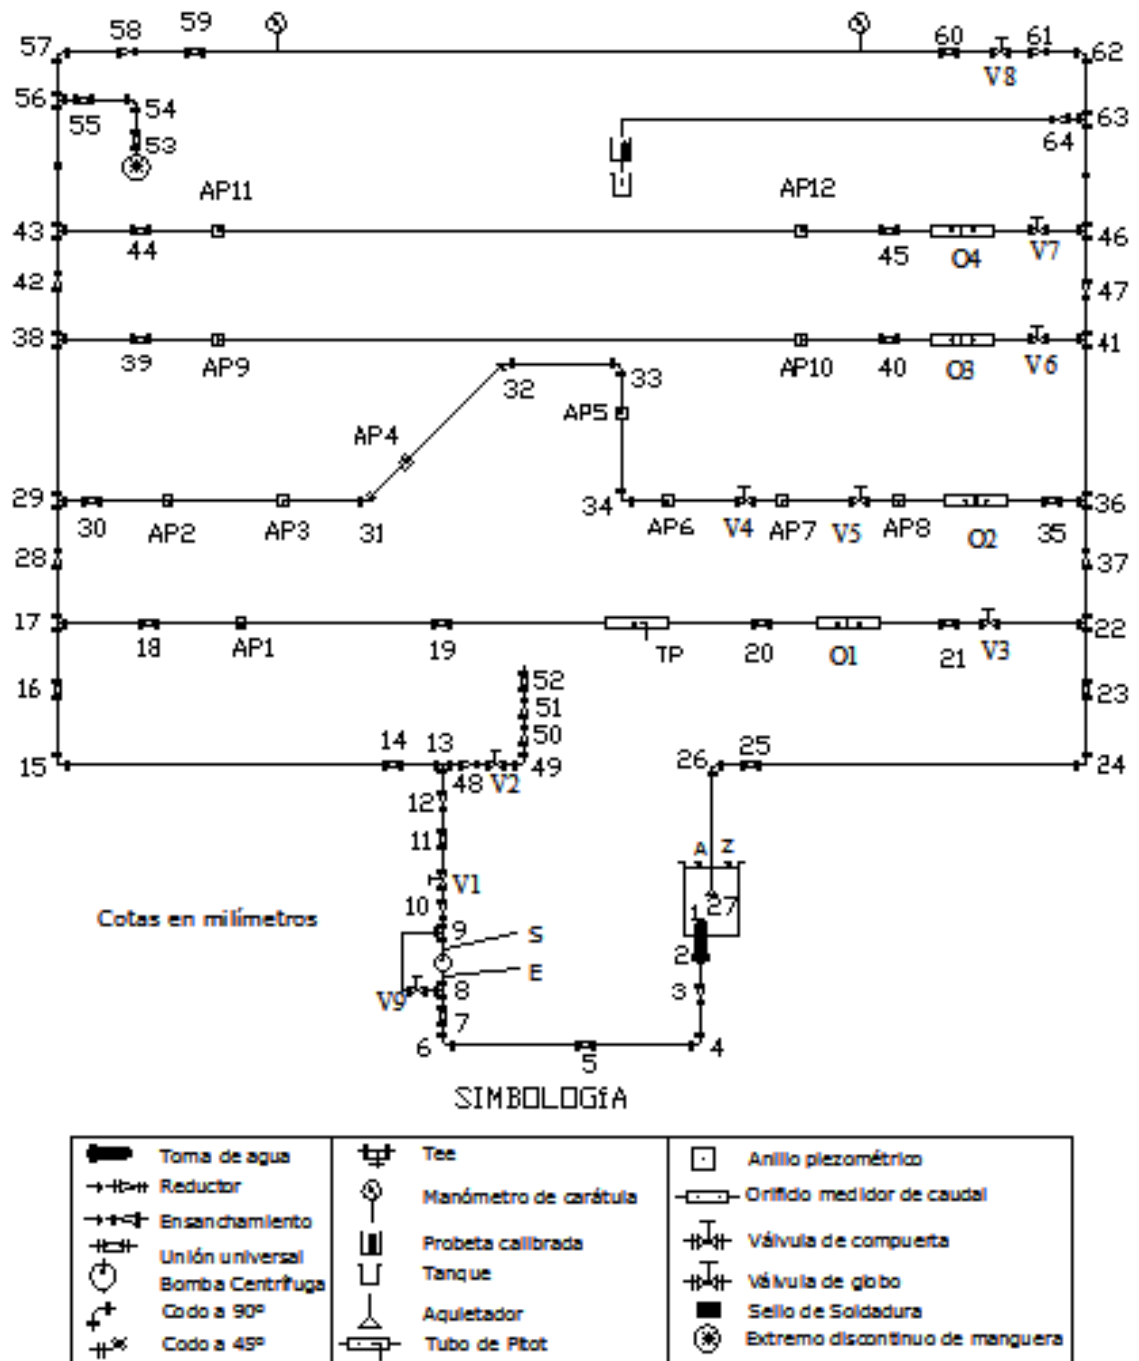 58 59
57 60 61 62
V8
56 54 63
55 53 64
AP11 AP12
43 44 45 O4 V7 46
42 47
38 39 AP9 AP10 40 O3 V6 41
32 33
AP5
AP4
29 30 AP2 AP3 31 34 AP6 V4 AP7 V5 AP8 O2 35 36
28 37
17 18 AP1 19 TP 20 O1 21 V3 22
16 52 23
51
50
14 13 26 25
15 48 V2 49 24
12
11 A Z
V1
10 27
1
Cotas en milímetros
9 S 2
E
V9 8 3
7
6 5 4
SIMBOLOGíA
Toma de agua
Reductor
Ensanchamiento
Unión universal
Bomba Centrífuga
Codo a 90º
Codo a 45º
Tee
Manómetro de carátula
Probeta calibrada
Tanque
Aquietador
Tubo de Pitot
Anillo piezométrico
Orificio medidor de caudal
Válvula de compuerta
Válvula de globo
Sello de Soldadura
Extremo discontinuo de manguera